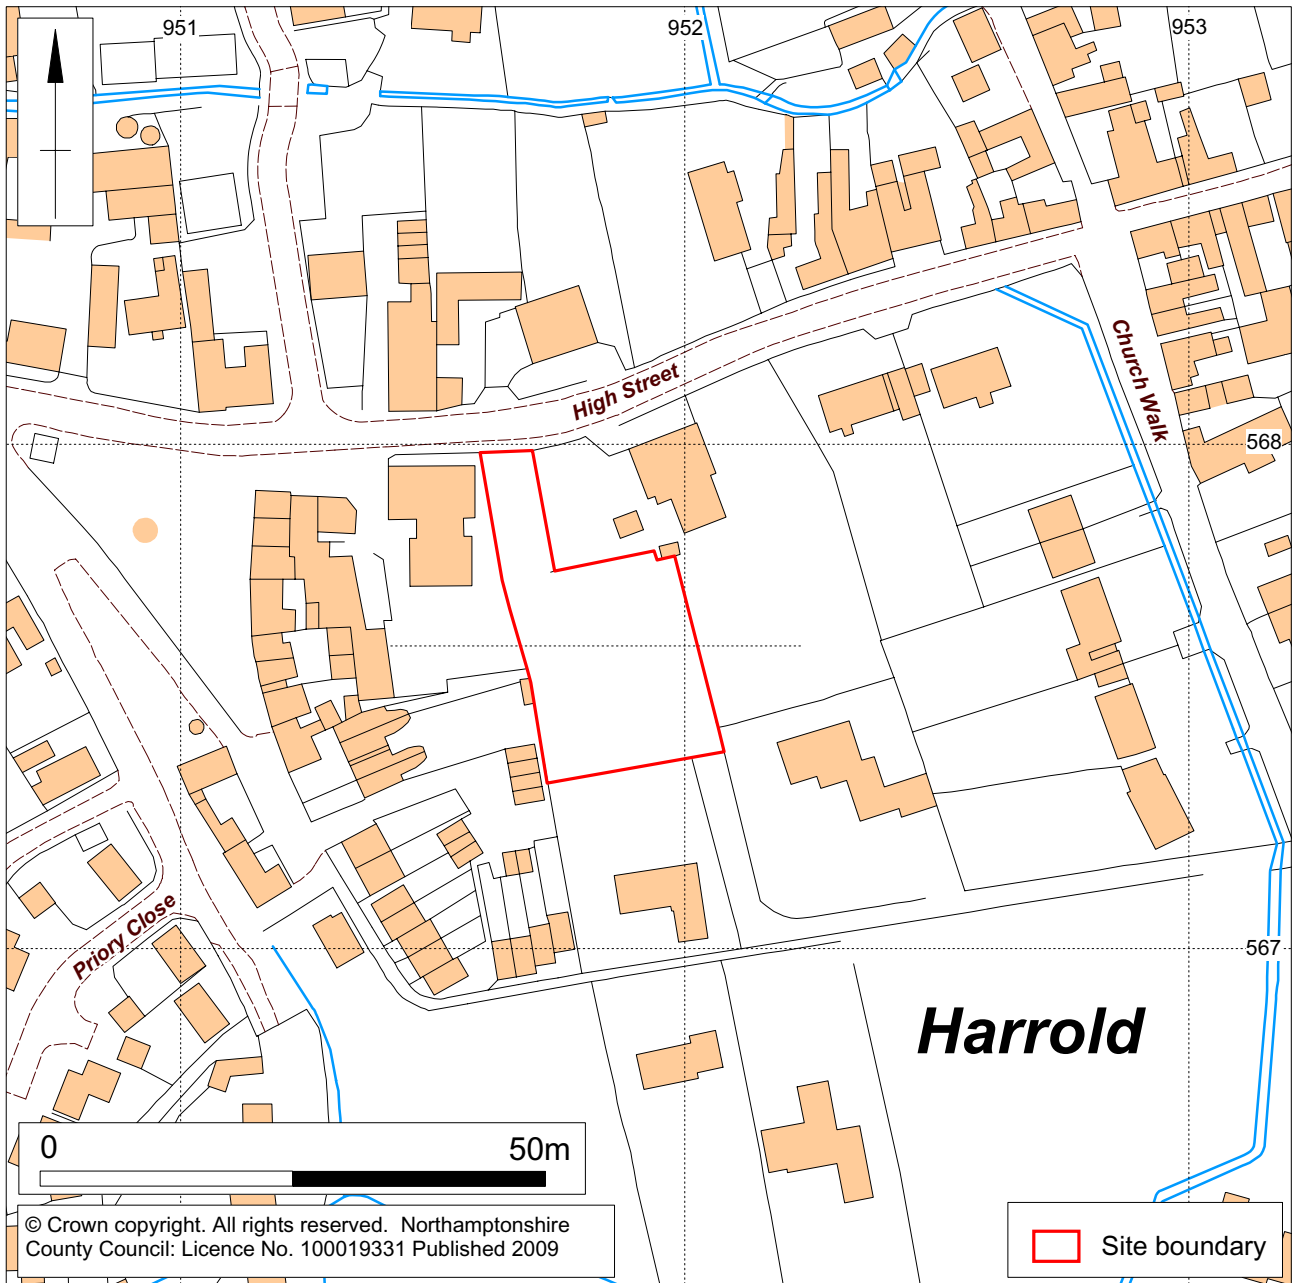 951
952
953
High Street
Church Walk
568
Priory Close
567
Harrold
0 50m
© Crown copyright. All rights reserved. Northamptonshire
County Council: Licence No. 100019331 Published 2009
Site boundary